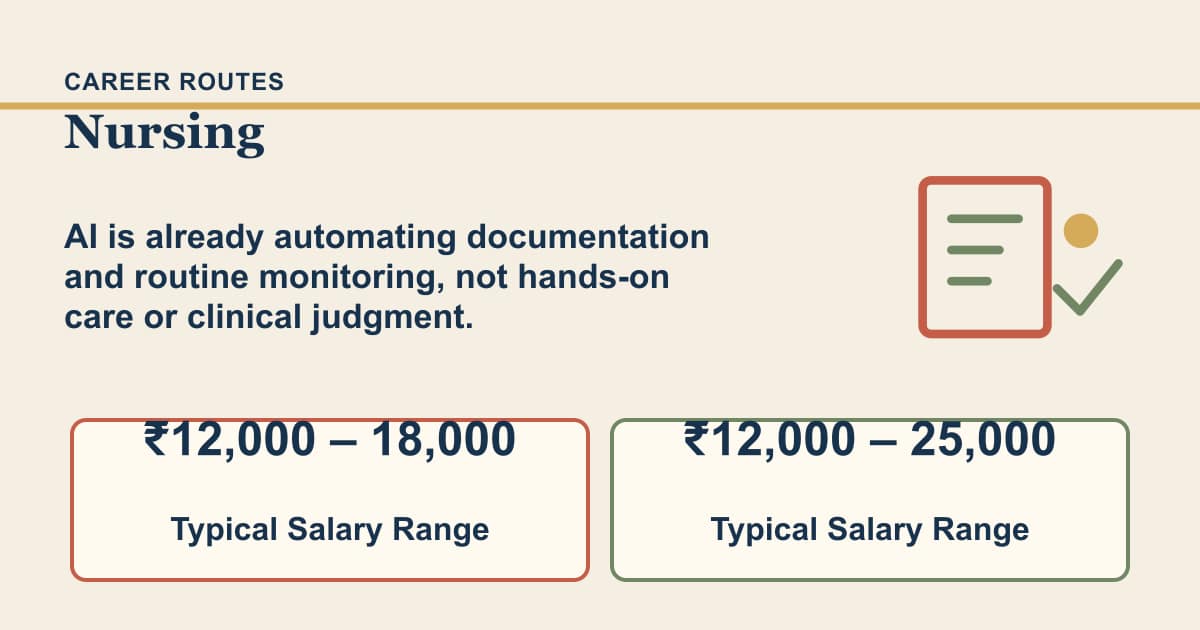 CAREER ROUTES
Nursing
AI is already automating documentation
and routine monitoring, not hands-on
care or clinical judgment.
₹12,000 – 18,000
Typical Salary Range
₹12,000 – 25,000
Typical Salary Range